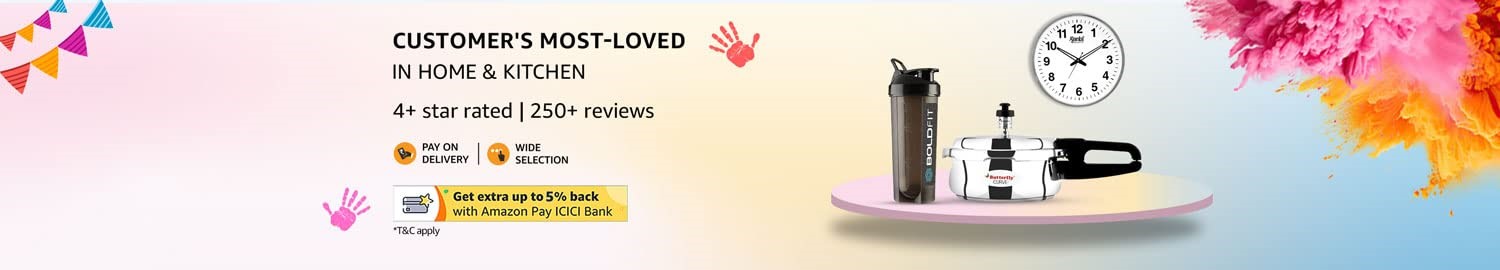 CUSTOMER'S MOST-LOVED
IN HOME & KITCHEN
4+ star rated | 250+ reviews
PAY ON
DELIVERY
WIDE
SELECTION
Get extra up to 5% back
with Amazon Pay ICICI Bank
*T&C apply
BOLDFIT
Butterfly
CURVE
Ajanta
12
1
2
3
4
5
6
7
8
9
10
11